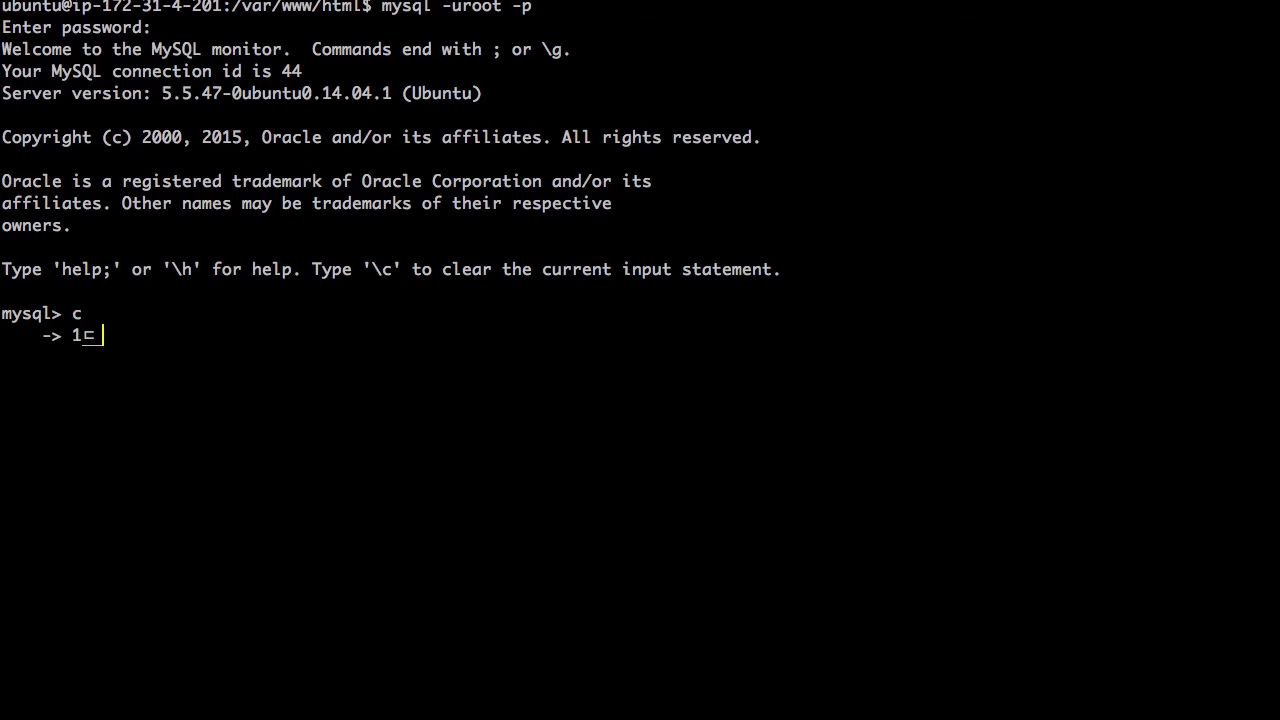 ubuntu@ip-172-31-4-201:/var/www/html$ mysql -uroot -p
Enter password:
Welcome to the MySQL monitor.  Commands end with ; or \g.
Your MySQL connection id is 44
Server version: 5.5.47-0ubuntu0.14.04.1 (Ubuntu)
Copyright (c) 2000, 2015, Oracle and/or its affiliates. All rights reserved.
Oracle is a registered trademark of Oracle Corporation and/or its
affiliates. Other names may be trademarks of their respective
owners.
Type 'help;' or '\h' for help. Type '\c' to clear the current input statement.
mysql> c
-> 1ㄷ